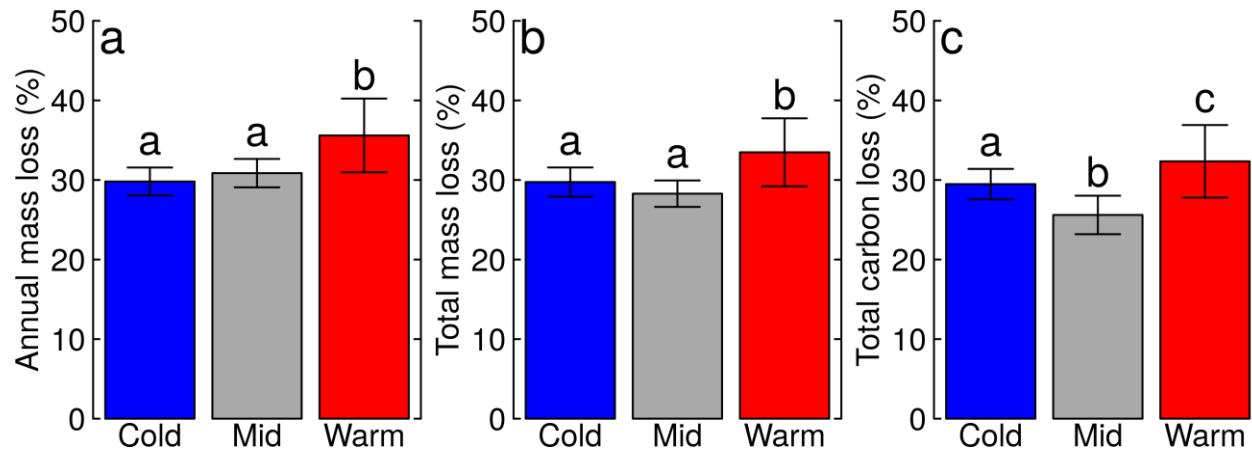 a
Annual mass loss (%)
50
40
30
20
10
0
a
a
b
Cold Mid Warm
b
Total mass loss (%)
50
40
30
20
10
0
a
a
b
Cold Mid Warm
c
Total carbon loss (%)
50
40
30
20
10
0
a
b
c
Cold Mid Warm